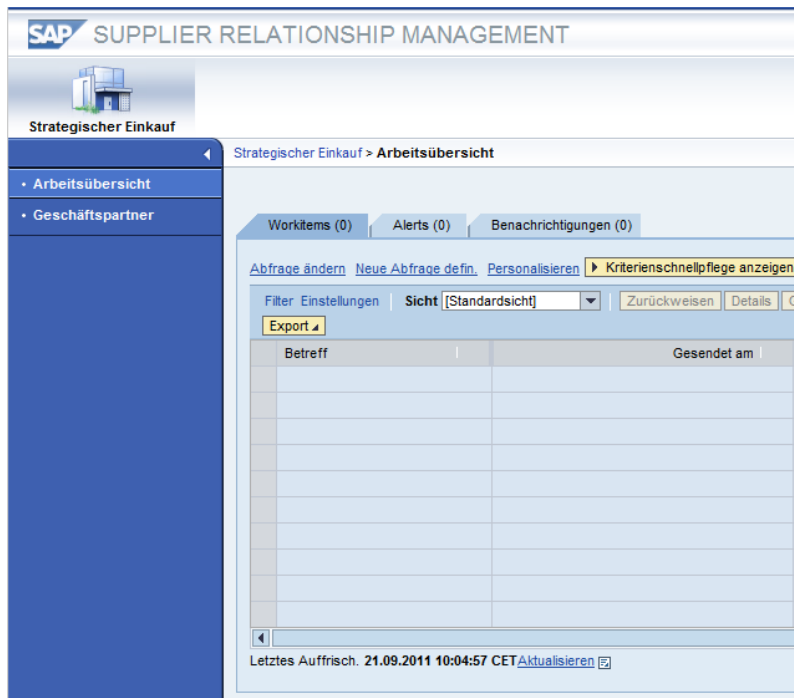 SAP SUPPLIER RELATIONSHIP MANAGEMENT
Strategischer Einkauf
Strategischer Einkauf > Arbeitsübersicht
• Arbeitsübersicht
• Geschäftspartner
Workitems (0) Alerts (0) Benachrichtigungen (0)
Abfrage ändern Neue Abfrage defin. Personalisieren Kriterienschnellpflege anzeigen
Filter Einstellungen Sicht [Standardsicht] Zurückweisen Details
Export
Betreff Gesendet am
Letztes Auffrisch. 21.09.2011 10:04:57 CET Aktualisieren